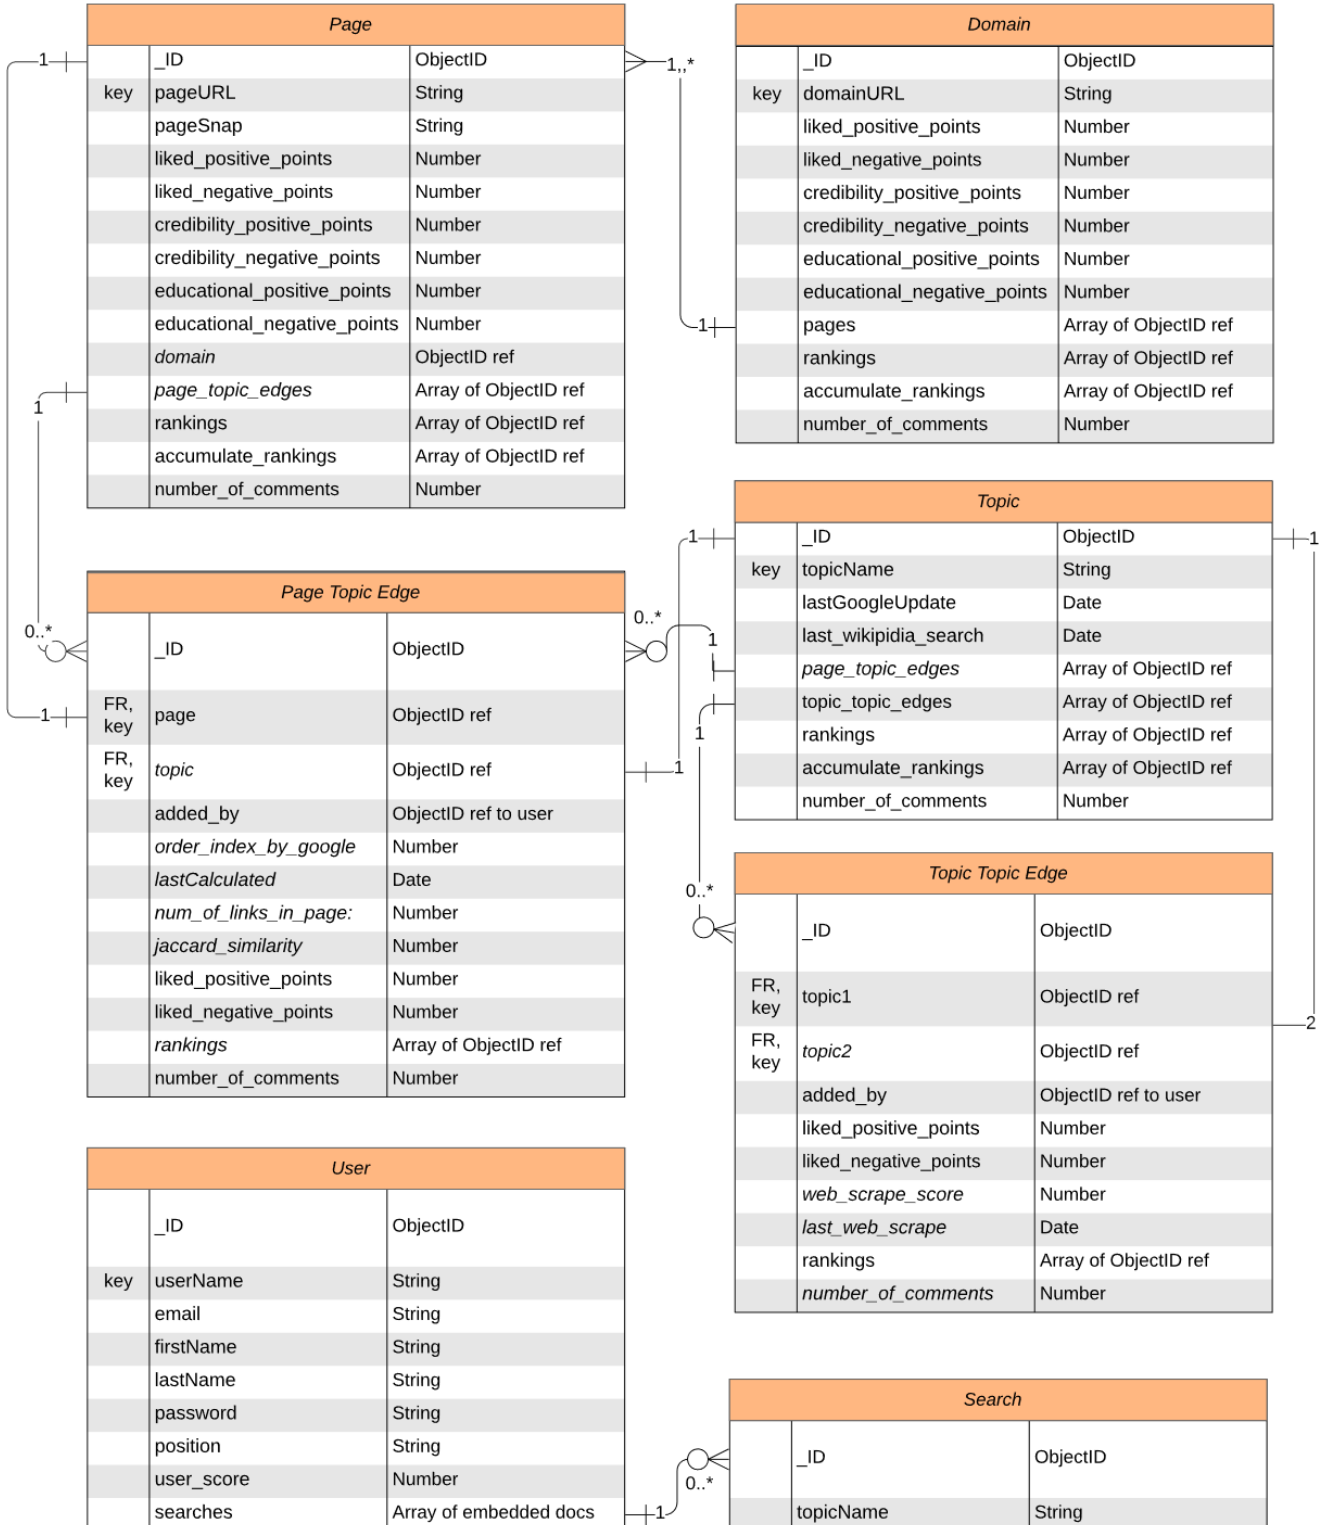 Page
_ID ObjectID
key pageURL String
pageSnap String
liked_positive_points Number
liked_negative_points Number
credibility_positive_points Number
credibility_negative_points Number
educational_positive_points Number
educational_negative_points Number
domain ObjectID ref
page_topic_edges Array of ObjectID ref
rankings Array of ObjectID ref
accumulate_rankings Array of ObjectID ref
number_of_comments Number
1
1
0..*
1
1,,*
1
Domain
_ID ObjectID
key domainURL String
liked_positive_points Number
liked_negative_points Number
credibility_positive_points Number
credibility_negative_points Number
educational_positive_points Number
educational_negative_points Number
pages Array of ObjectID ref
rankings Array of ObjectID ref
accumulate_rankings Array of ObjectID ref
number_of_comments Number
Page Topic Edge
_ID ObjectID
FR,
key page ObjectID ref
FR,
key topic ObjectID ref
added_by ObjectID ref to user
order_index_by_google Number
lastCalculated Date
num_of_links_in_page: Number
jaccard_similarity Number
liked_positive_points Number
liked_negative_points Number
rankings Array of ObjectID ref
number_of_comments Number
1
0..*
1
1
1
0..*
Topic
_ID ObjectID
key topicName String
lastGoogleUpdate Date
last_wikipidia_search Date
page_topic_edges Array of ObjectID ref
topic_topic_edges Array of ObjectID ref
rankings Array of ObjectID ref
accumulate_rankings Array of ObjectID ref
number_of_comments Number
1
2
Topic Topic Edge
_ID ObjectID
FR,
key topic1 ObjectID ref
FR,
key topic2 ObjectID ref
added_by ObjectID ref to user
liked_positive_points Number
liked_negative_points Number
web_scrape_score Number
last_web_scrape Date
rankings Array of ObjectID ref
number_of_comments Number
User
_ID ObjectID
key userName String
email String
firstName String
lastName String
password String
position String
user_score Number
searches Array of embedded docs
1
0..*
Search
_ID ObjectID
topicName String